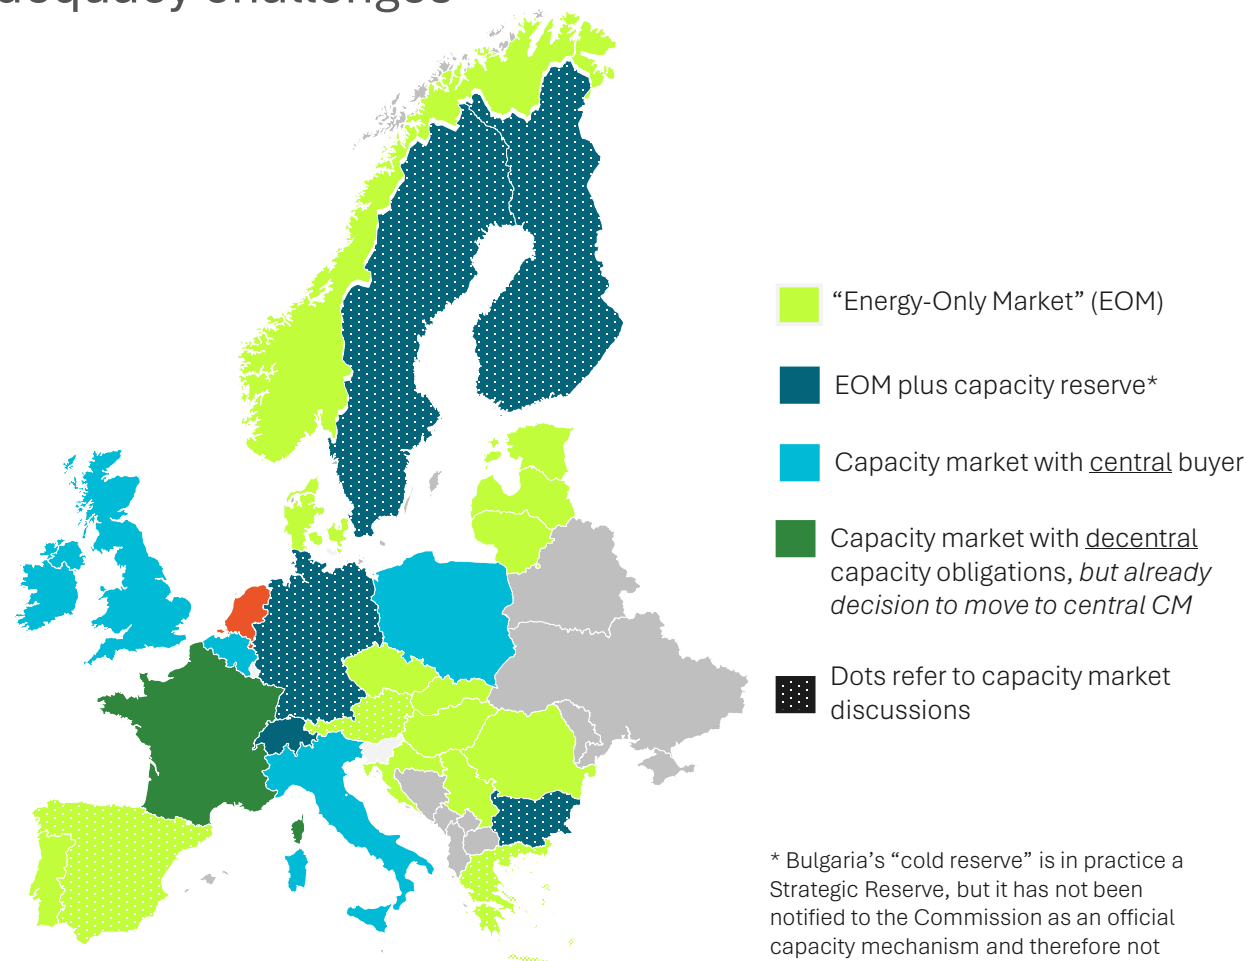 adequacy challenges
“Energy-Only Market” (EOM)
EOM plus capacity reserve*
Capacity market with central buyer
Capacity market with decentral
capacity obligations, but already
decision to move to central CM
Dots refer to capacity market
discussions
* Bulgaria’s “cold reserve” is in practice a
Strategic Reserve, but it has not been
notified to the Commission as an official
capacity mechanism and therefore not